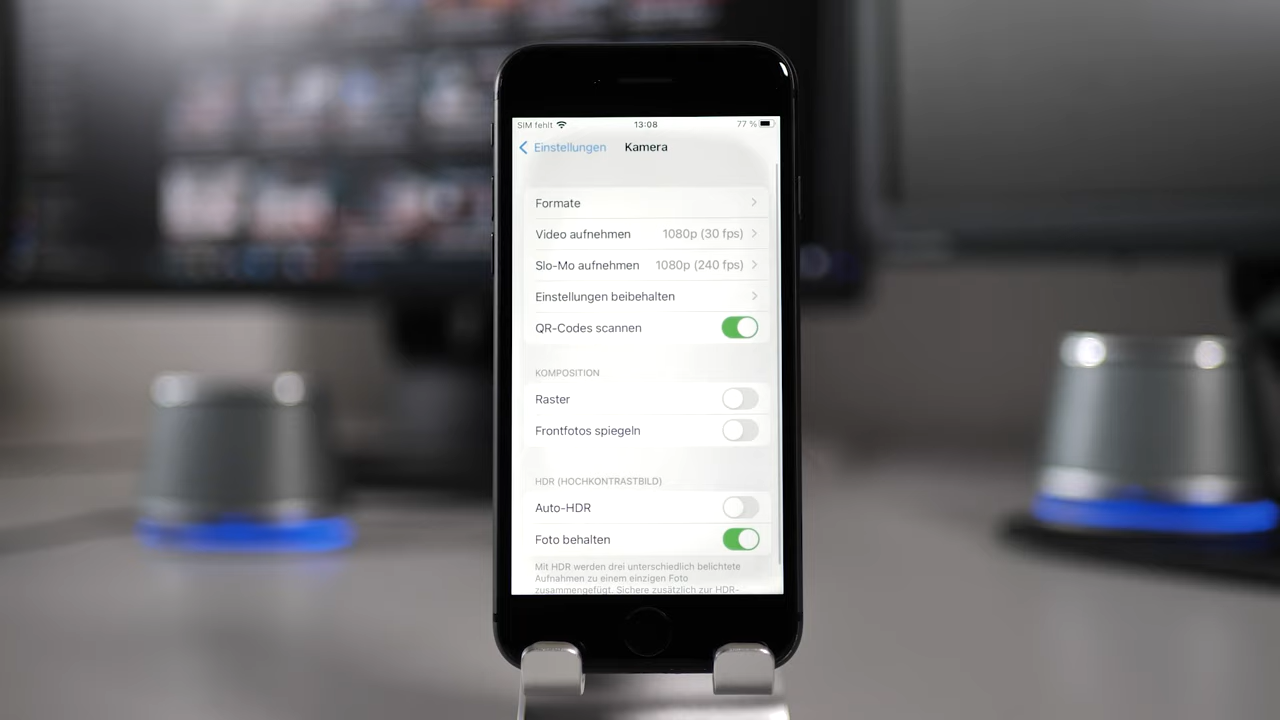 SIM fehlt 13:08 77 %
Einstellungen Kamera
Formate
Video aufnehmen 1080p (30 fps)
Slo-Mo aufnehmen 1080p (240 fps)
Einstellungen beibehalten
QR-Codes scannen
KOMPOSITION
Raster
Frontfotos spiegeln
HDR (HOCHKONTRASTBILD)
Auto-HDR
Foto behalten
Mit HDR werden drei unterschiedlich belichtete
Aufnahmen zu einem einzigen Foto
zusammengefügt. Sichere zusätzlich zur HDR-